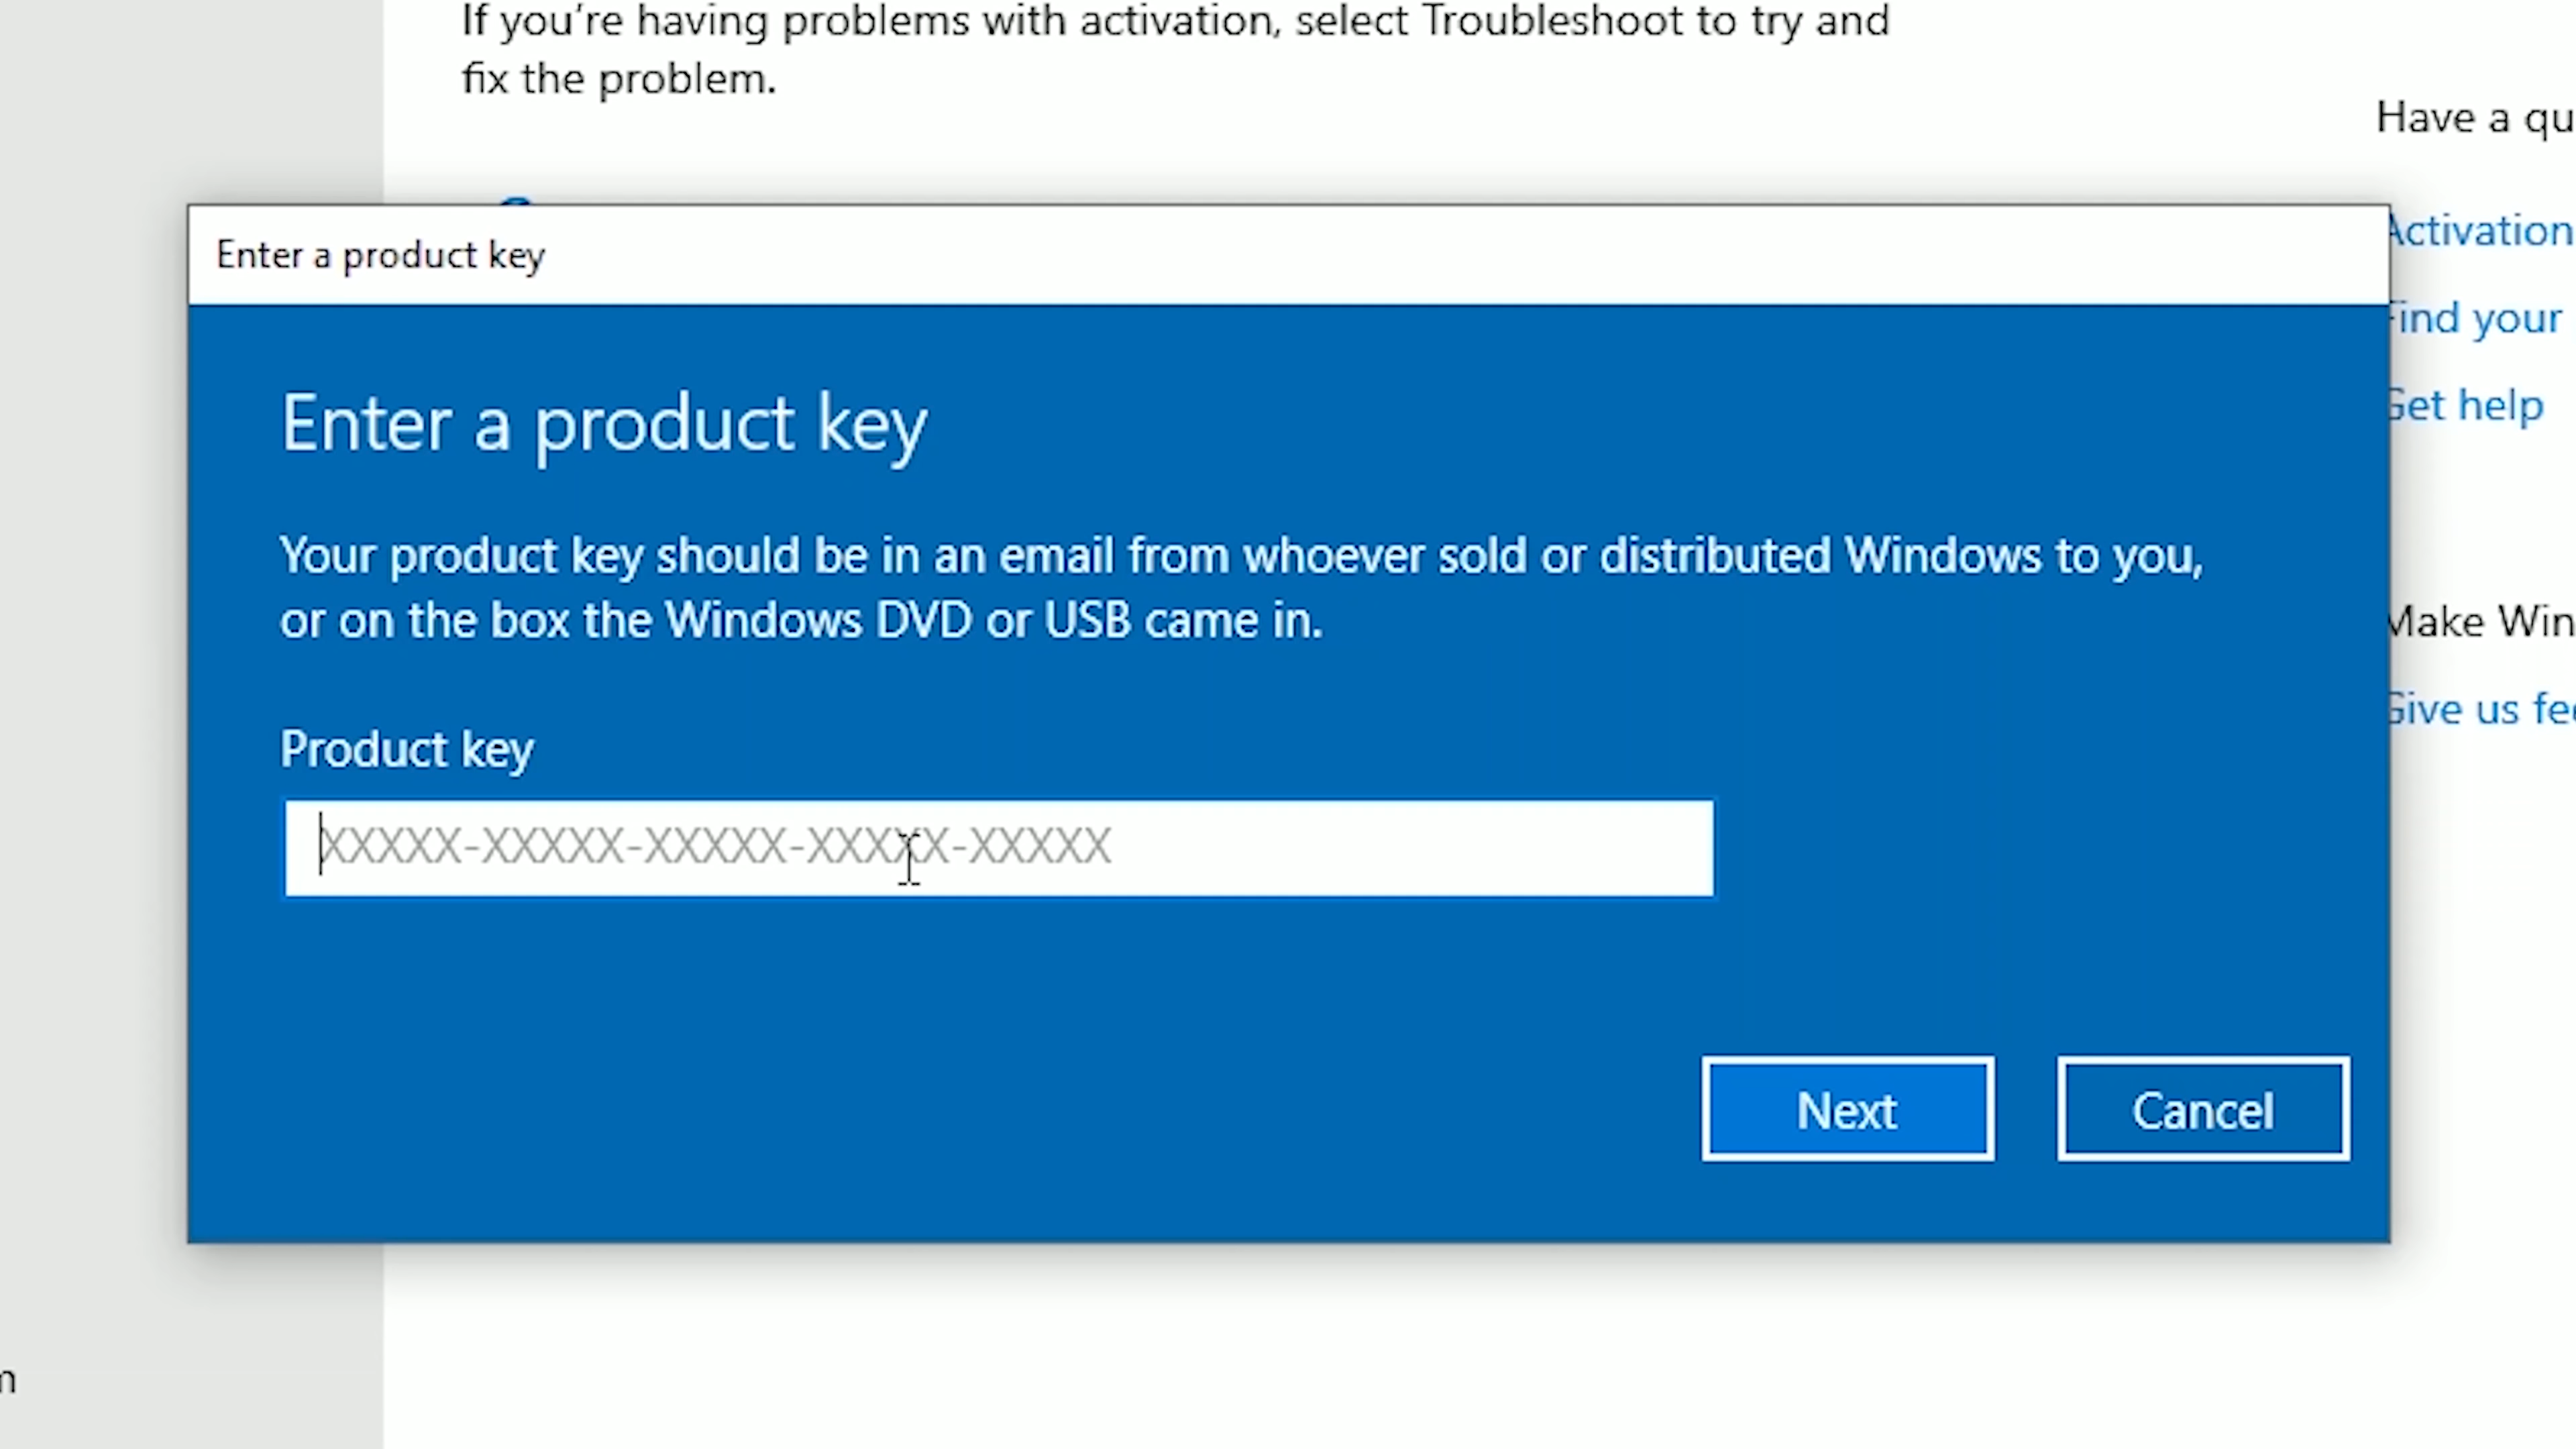 If you're having problems with activation, select Troubleshoot to try and
fix the problem.
Have a qu
Enter a product key
Activation
Find your
Get help
Enter a product key
Your product key should be in an email from whoever sold or distributed Windows to you,
or on the box the Windows DVD or USB came in.
Make Win
Product key
Give us fe
XXXXX-XXXXX-XXXXX-XXXXX-XXXXX
Next
Cancel
m